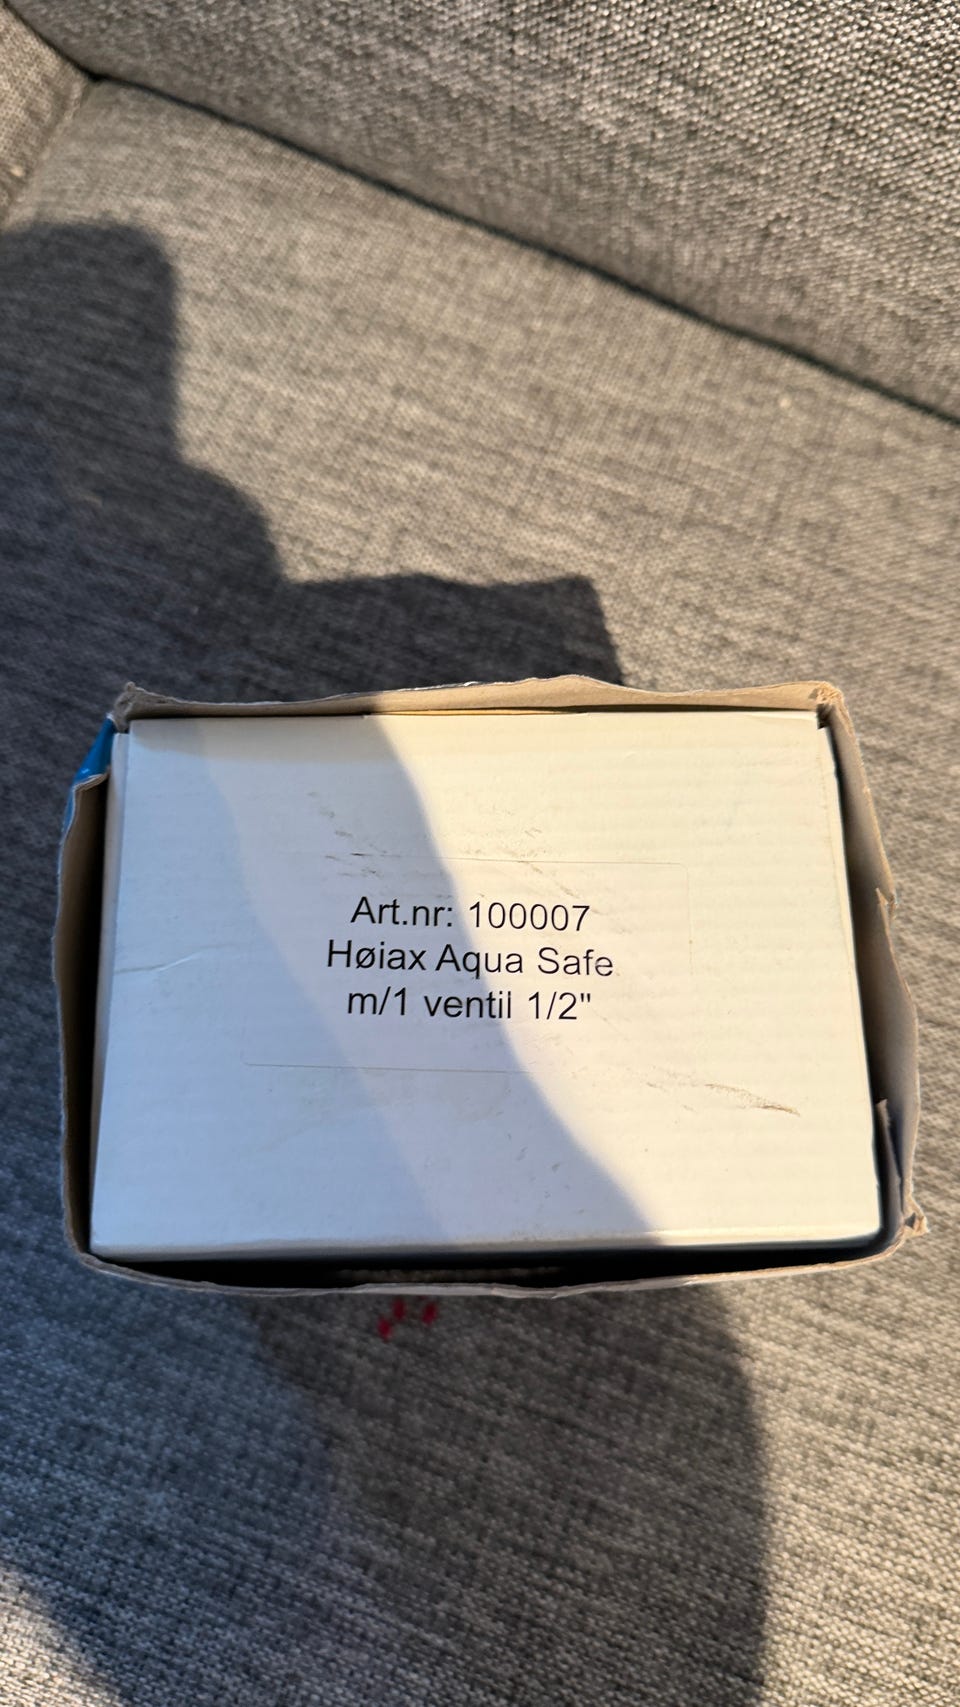 Art.nr: 100007
Høiax Aqua Safe
m/1 ventil 1/2"